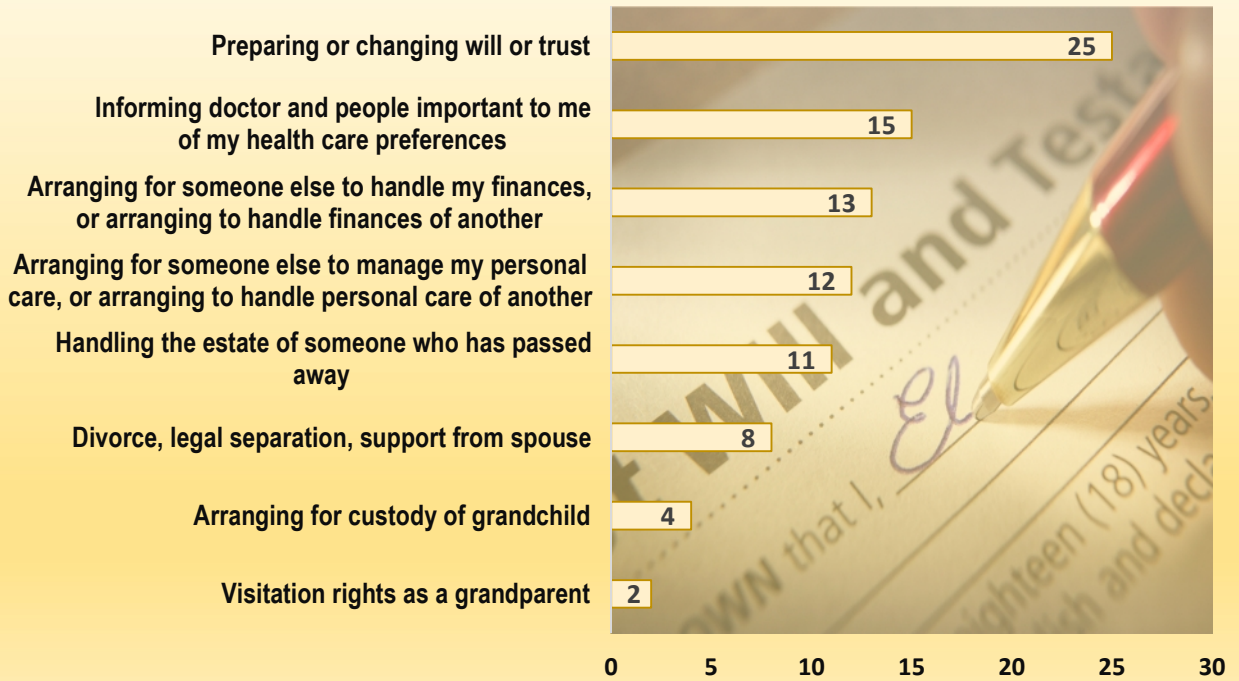 Preparing or changing will or trust
25
Informing doctor and people important to me
of my health care preferences
15
Arranging for someone else to handle my finances,
or arranging to handle finances of another
13
Arranging for someone else to manage my personal
care, or arranging to handle personal care of another
12
Handling the estate of someone who has passed
away
11
Divorce, legal separation, support from spouse
8
Arranging for custody of grandchild
4
Visitation rights as a grandparent
2
0 5 10 15 20 25 30
Will and Testa
that I, El
eighteen (18) years,
and decla